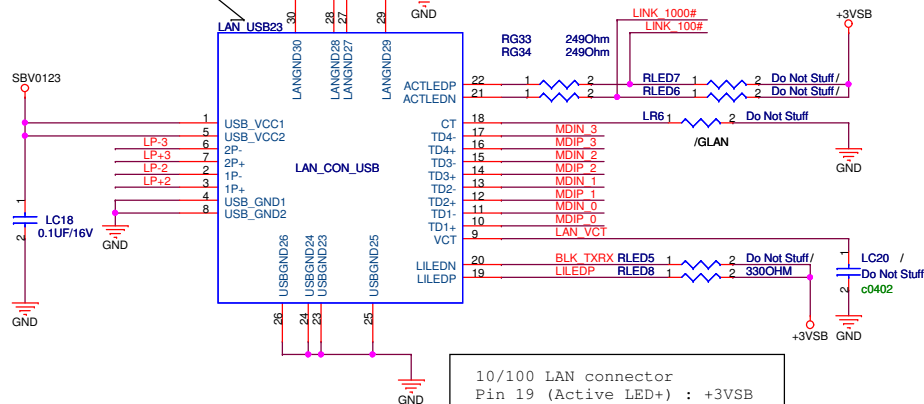 GND
LINK_1000#
LINK_100#
+3VSB
30
28
27
29
LAN_USB23
RG33 249Ohm
RG34 249Ohm
SBV0123
LANGND30
LANGND28
LANGND27
LANGND29
ACTLEDP 22 1 2 RLED7 1 2 Do Not Stuff /
ACTLEDN 21 1 2 RLED6 1 2 Do Not Stuff /
1 USB_VCC1
5 USB_VCC2
CT 18 LR6 1 2 Do Not Stuff
/GLAN
TD4- 17 MDIN_3
LP-3 6 2P-
TD4+ 16 MDIP_3
LP+3 7 2P+
TD3- 15 MDIN_2
LP-2 2 1P-
LAN_CON_USB
TD3+ 14 MDIP_2
LP+2 3 1P+
TD2- 13 MDIN_1
4 USB_GND1
TD2+ 12 MDIP_1
8 USB_GND2
TD1- 11 MDIN_0
TD1+ 10 MDIP_0
VCT 9 LAN_VCT
GND
GND
1
LC18
0.1UF/16V
2
LILEDN 20 BLK_TXRX RLED5 1 2 Do Not Stuff /
LILEDP 19 LILEDP RLED8 1 2 330OHM
1
LC20 /
Do Not Stuff
c0402
2
USBGND26
USBGND24
USBGND23
USBGND25
26
24
23
25
GND
+3VSB
GND
GND
10/100 LAN connector
Pin 19 (Active LED+) : +3VSB